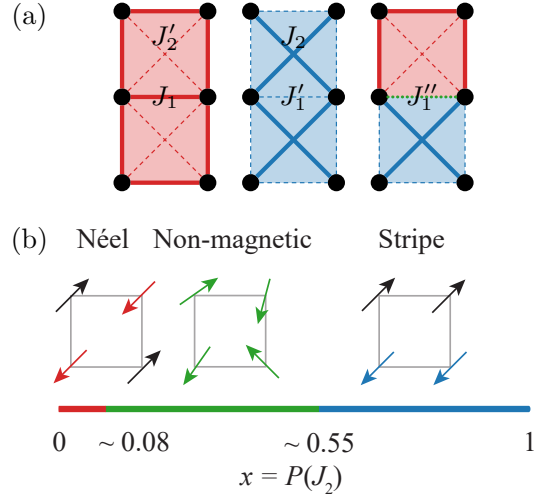 (a)
J′₂ J₂
J₁ J′₁ J″₁
(b)
Néel Non-magnetic Stripe
0 ~ 0.08 ~ 0.55 1
x = P(J₂)